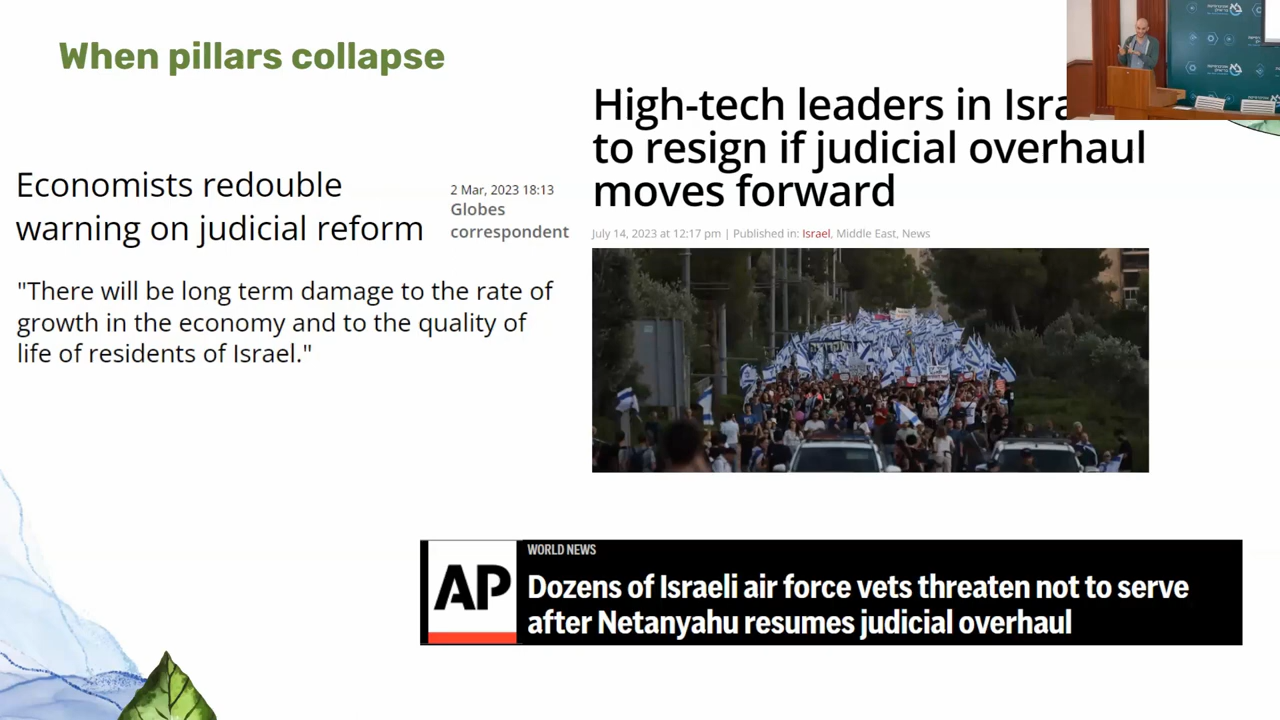 When pillars collapse
High-tech leaders in
to resign if judicial overhaul
moves forward
July 14, 2023 at 12:17 pm | Published in: Israel, Middle East, News
Economists redouble
warning on judicial reform
2 Mar, 2023 18:13
Globes
correspondent
"There will be long term damage to the rate of
growth in the economy and to the quality of
life of residents of Israel."
AP
WORLD NEWS
Dozens of Israeli air force vets threaten not to serve
after Netanyahu resumes judicial overhaul